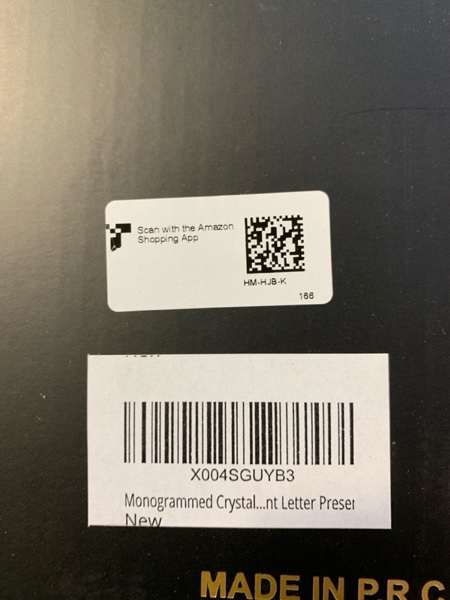 Scan with the Amazon
Shopping App
HM-HJB-K
166
X004SGUYB3
Monogrammed Crystal...nt Letter Preser
New
MADE IN P.R.C